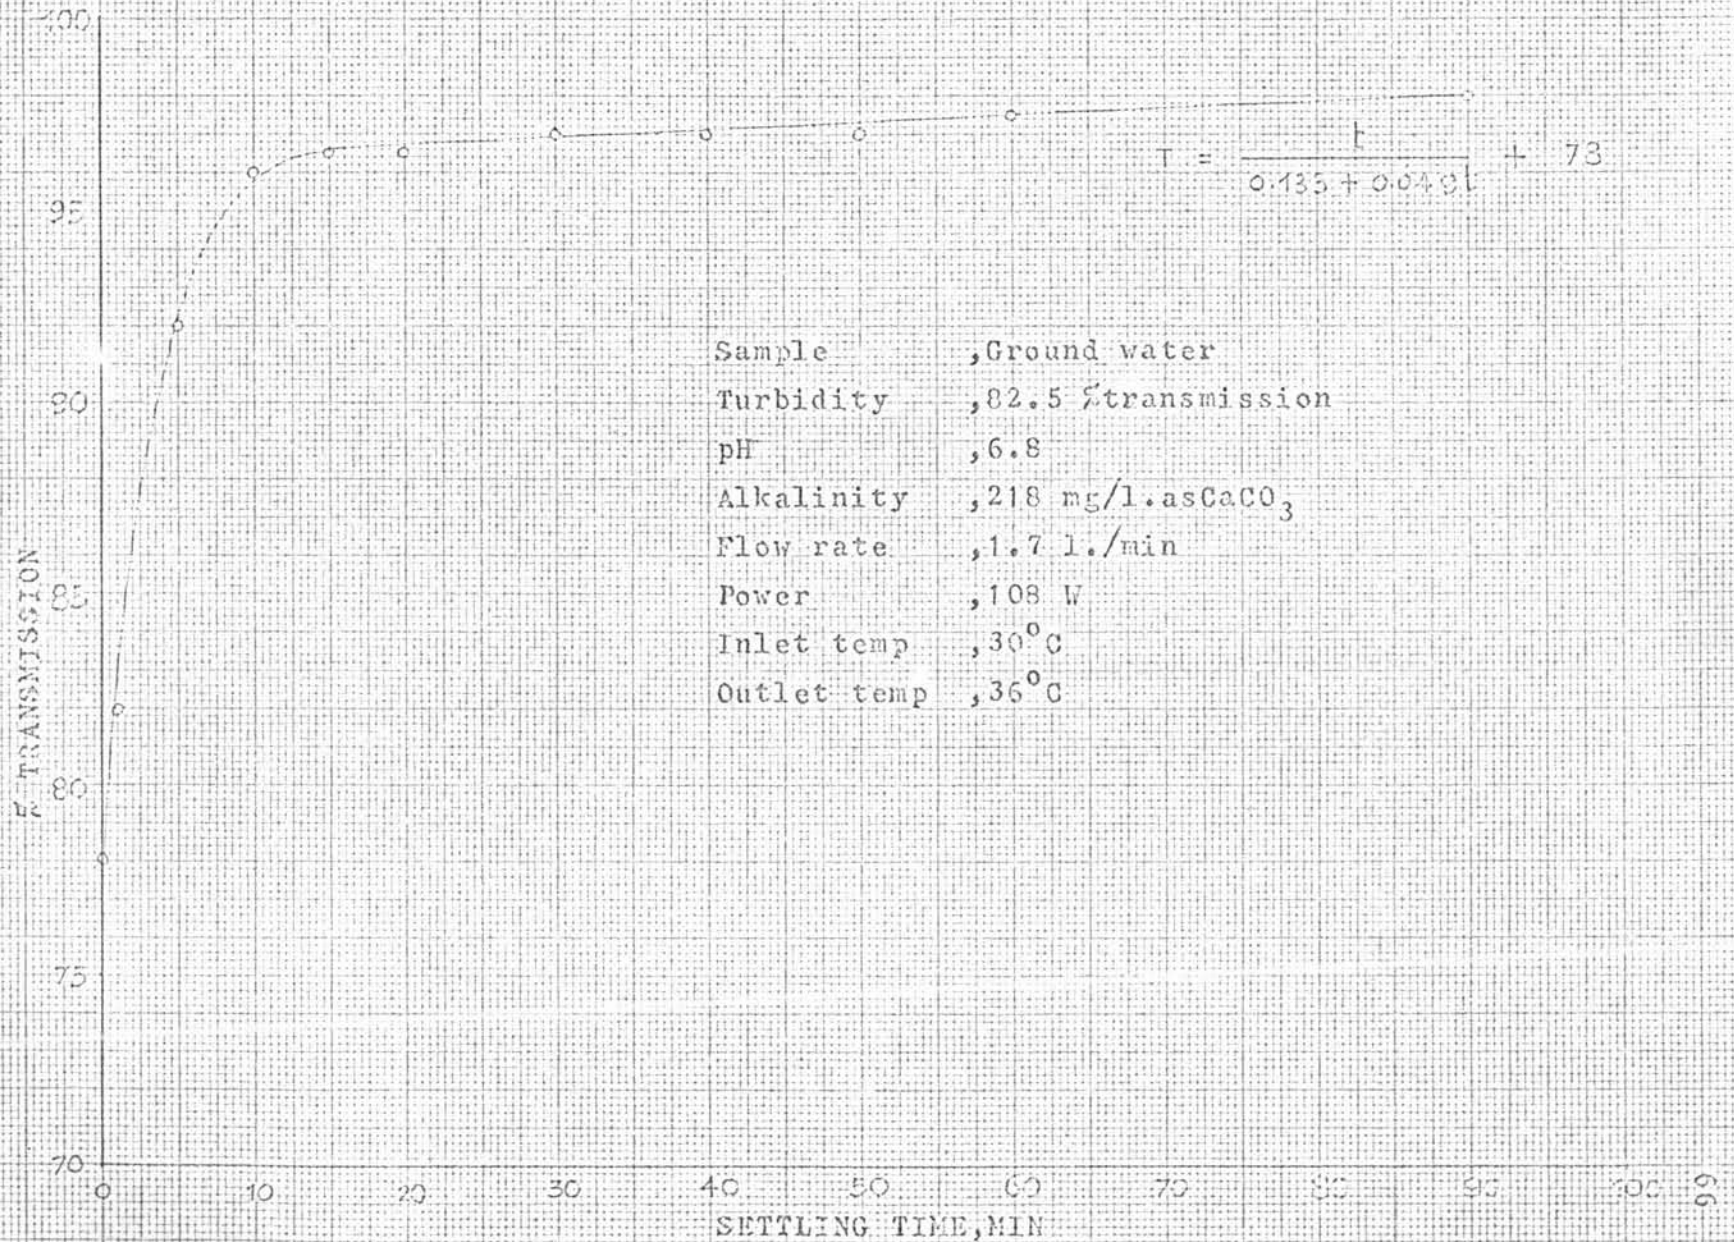 100
95
90
85
80
75
70
% TRANSMISSION
T = t / 0.135 + 0.040t + 78
Sample ,Ground water
Turbidity ,82.5 %transmission
pH ,6.8
Alkalinity ,218 mg/l.asCaCO3
Flow rate ,1.7 l./min
Power ,108 W
Inlet temp ,30°C
Outlet temp ,36°C
0 10 20 30 40 50 60 70 80 90 100
SETTLING TIME,MIN
66